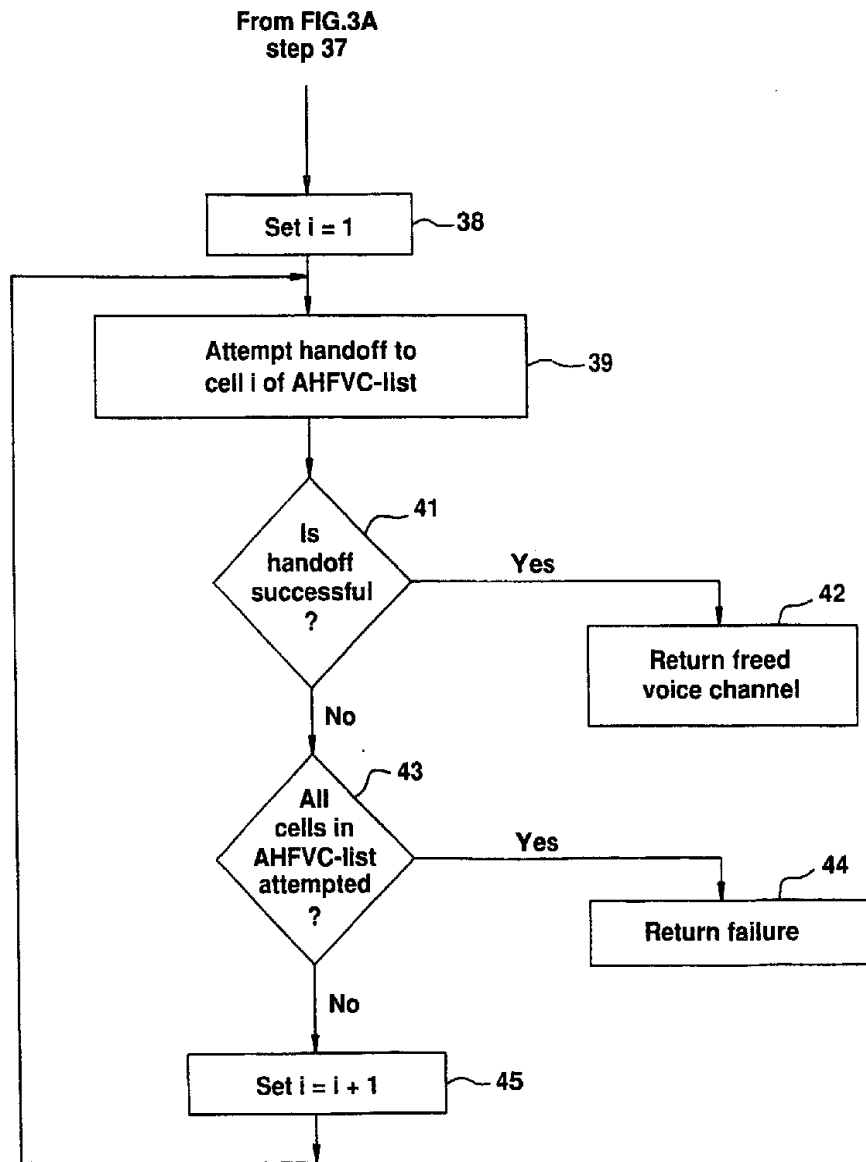 From FIG.3A
step 37
Set i = 1
38
Attempt handoff to
cell i of AHFVC-list
39
41
Is
handoff
successful
?
Yes
42
Return freed
voice channel
No
43
All
cells in
AHFVC-list
attempted
?
Yes
44
Return failure
No
Set i = i + 1
45